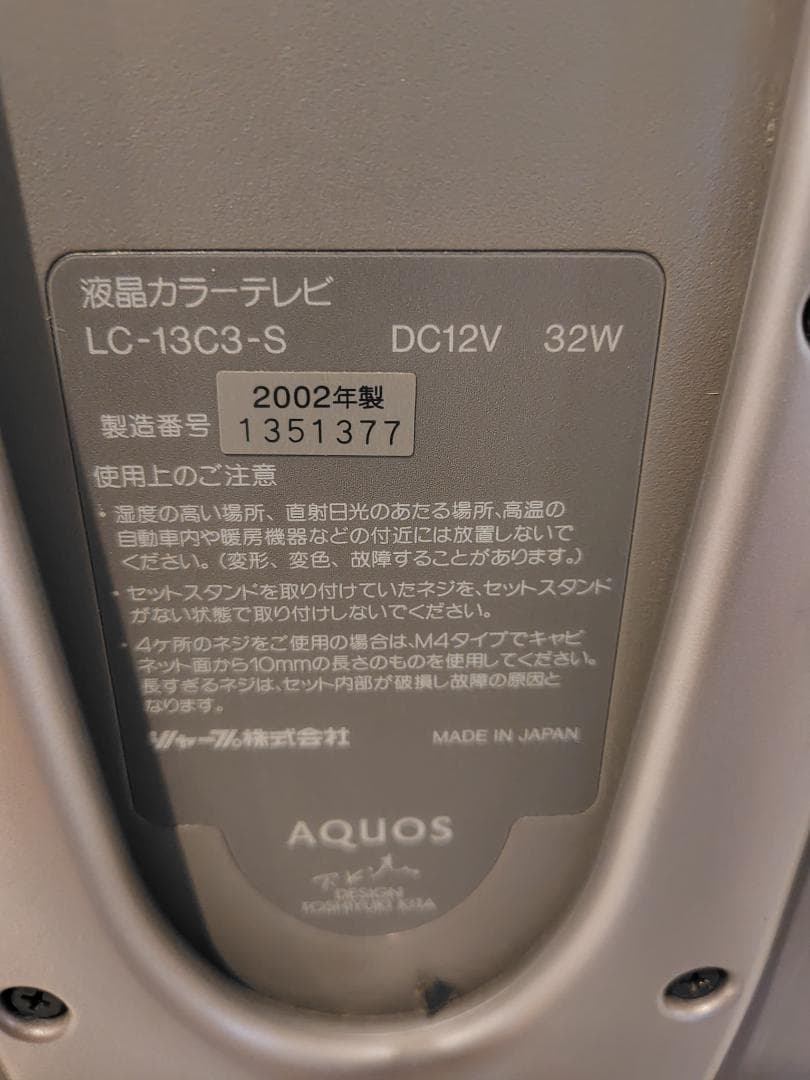 液晶カラーテレビ
LC-13C3-S DC12V 32W
2002年製
製造番号 1351377
使用上のご注意
・湿度の高い場所、直射日光のあたる場所、高温の
自動車内や暖房機器などの付近には放置しないで
ください。(変形、変色、故障することがあります。)
・セットスタンドを取り付けていたネジを、セットスタンド
がない状態で取り付けしないでください。
・4ヶ所のネジをご使用の場合は、M4タイプでキャビ
ネット面から10mmの長さのものを使用してください。
長すぎるネジは、セット内部が破損し故障の原因と
なります。
シャープ株式会社 MADE IN JAPAN
AQUOS
DESIGN
TOSHIYUKI KITA